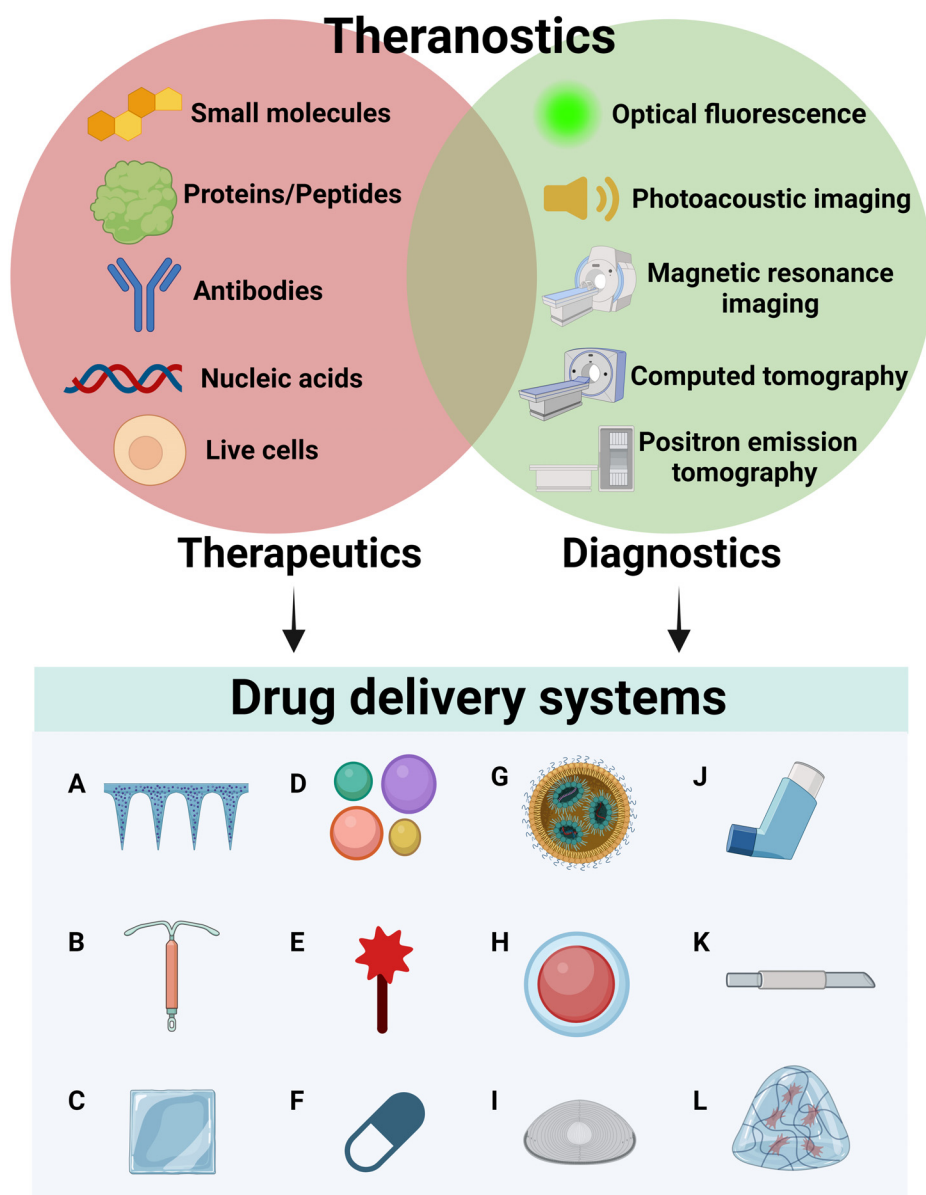 Theranostics
Small molecules
Proteins/Peptides
Antibodies
Nucleic acids
Live cells
Optical fluorescence
Photoacoustic imaging
Magnetic resonance
imaging
Computed tomography
Positron emission
tomography
Therapeutics
Diagnostics
Drug delivery systems
A
D
G
J
B
E
H
K
C
F
I
L